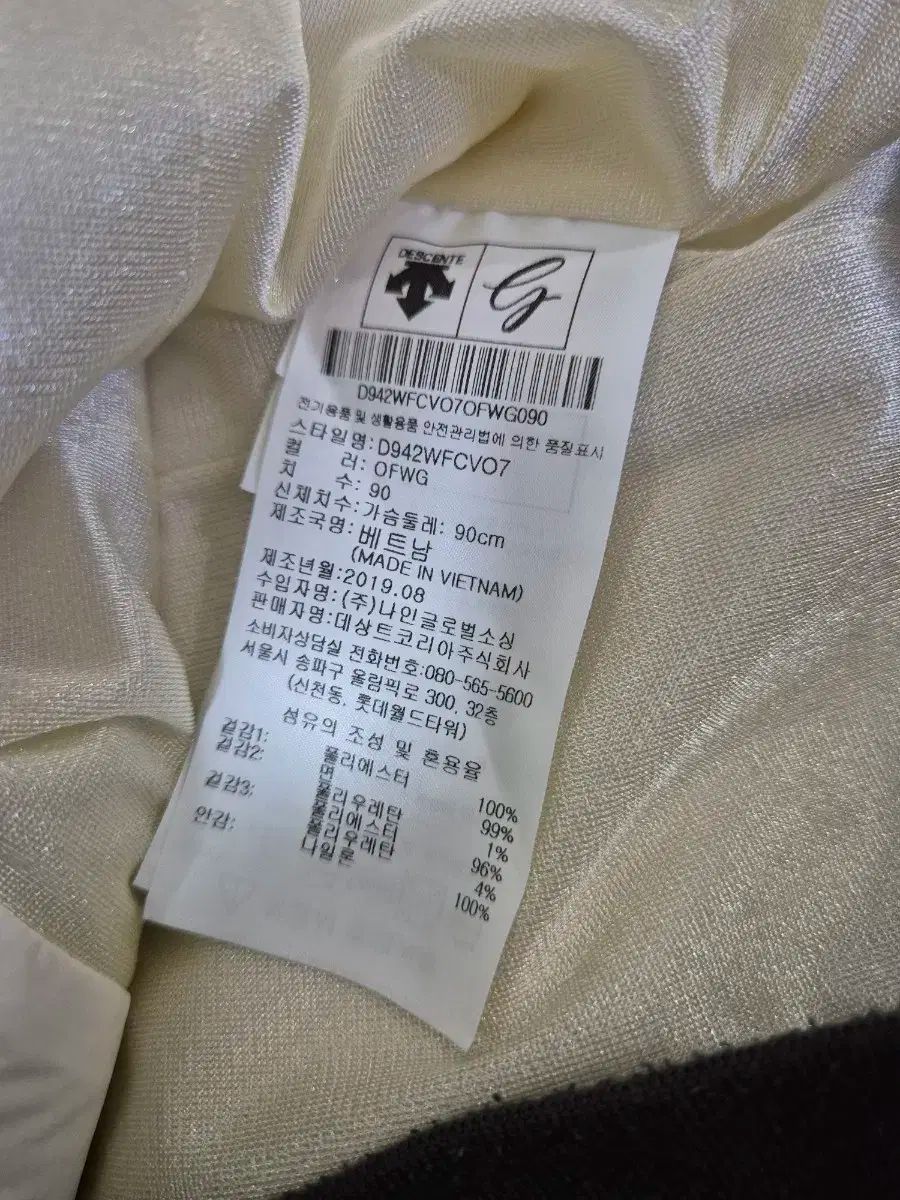 DESCENTE
G
D942WFCVO7OFWG090
전기용품 및 생활용품 안전관리법에 의한 품질표시
스타일명: D942WFCVO7
컬 러: OFWG
치 수: 90
신체치수: 가슴둘레: 90cm
제조국명: 베트남
(MADE IN VIETNAM)
제조년월: 2019.08
수입자명: (주)나인글로벌소싱
판매자명: 데상트코리아주식회사
소비자상담실 전화번호: 080-565-5600
서울시 송파구 올림픽로 300, 32층
(신천동, 롯데월드타워)
섬유의 조성 및 혼용율
겉감1: 폴리에스터 100%
겉감2: 면 99%
폴리우레탄 1%
겉감3: 폴리에스터 96%
폴리우레탄 4%
안감: 나일론 100%